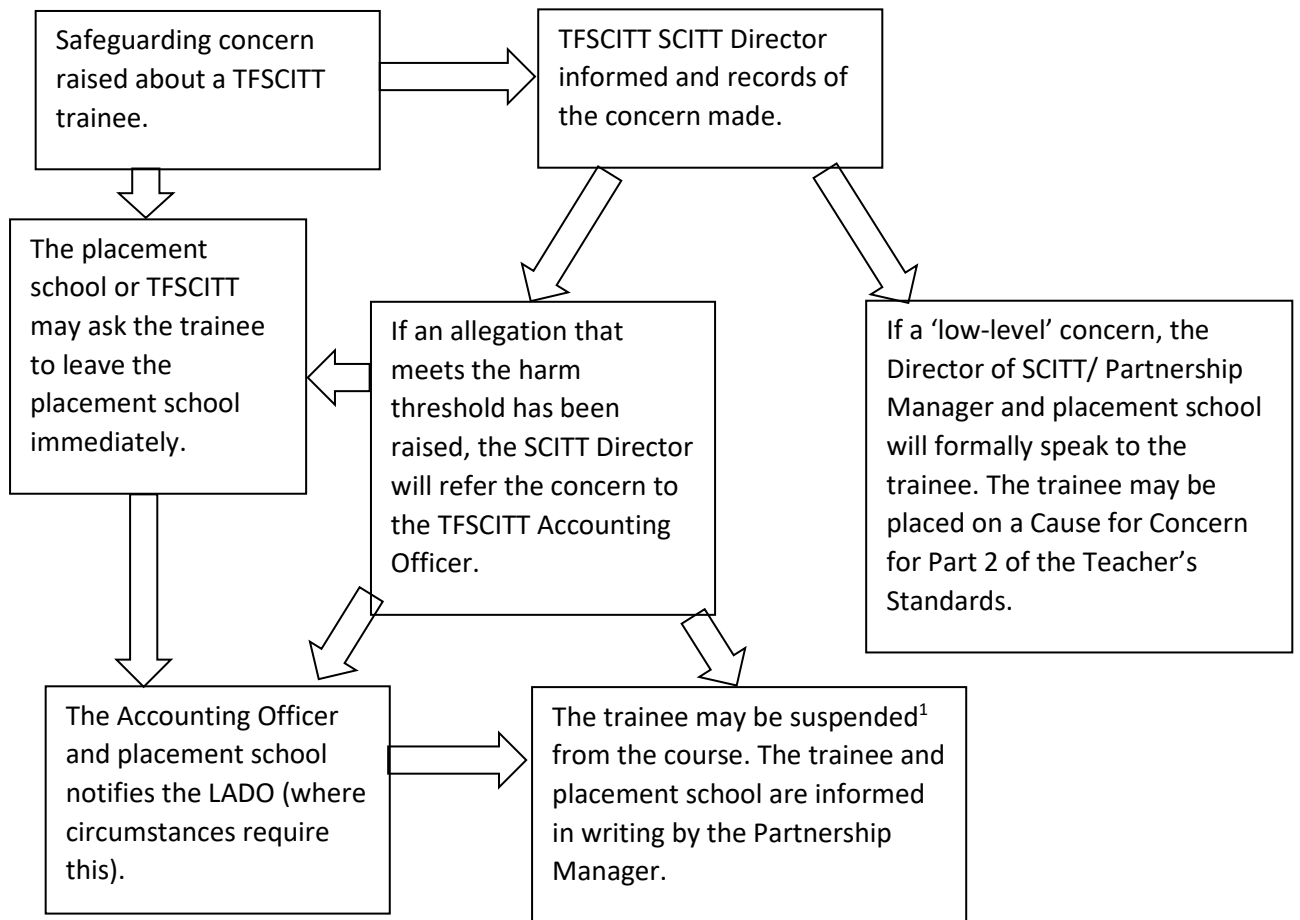 Safeguarding concern
raised about a TFSCITT
trainee.
TFSCITT SCITT Director
informed and records of
the concern made.
The placement
school or TFSCITT
may ask the trainee
to leave the
placement school
immediately.
If an allegation that
meets the harm
threshold has been
raised, the SCITT Director
will refer the concern to
the TFSCITT Accounting
Officer.
If a ‘low-level’ concern, the
Director of SCITT/ Partnership
Manager and placement school
will formally speak to the
trainee. The trainee may be
placed on a Cause for Concern
for Part 2 of the Teacher’s
Standards.
The Accounting Officer
and placement school
notifies the LADO (where
circumstances require
this).
The trainee may be suspended¹
from the course. The trainee and
placement school are informed
in writing by the Partnership
Manager.